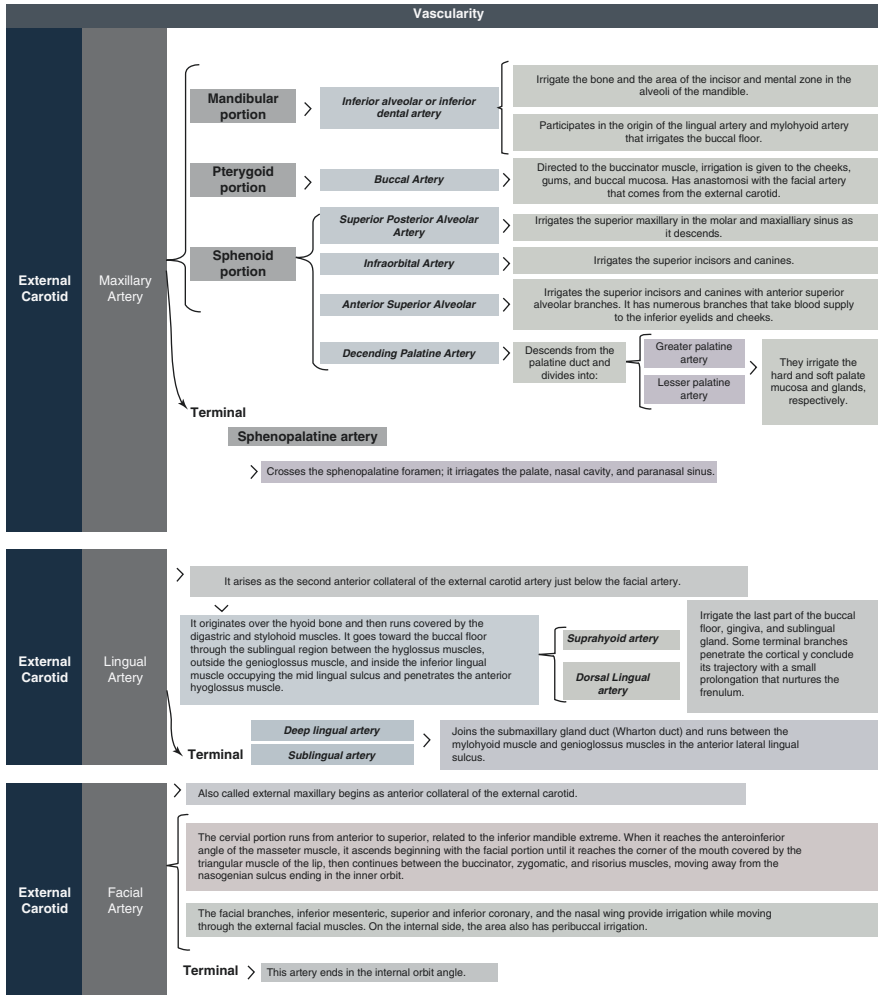 Vascularity
External
Carotid
Maxillary
Artery
Mandibular
portion
Inferior alveolar or inferior
dental artery
Irrigate the bone and the area of the incisor and mental zone in the
alveoli of the mandible.
Participates in the origin of the lingual artery and mylohyoid artery
that irrigates the buccal floor.
Pterygoid
portion
Buccal Artery
Directed to the buccinator muscle, irrigation is given to the cheeks,
gums, and buccal mucosa. Has anastomosi with the facial artery
that comes from the external carotid.
Sphenoid
portion
Superior Posterior Alveolar
Artery
Irrigates the superior maxillary in the molar and maxialliary sinus as
it descends.
Infraorbital Artery
Irrigates the superior incisors and canines.
Anterior Superior Alveolar
Irrigates the superior incisors and canines with anterior superior
alveolar branches. It has numerous branches that take blood supply
to the inferior eyelids and cheeks.
Decending Palatine Artery
Descends from the
palatine duct and
divides into:
Greater palatine
artery
Lesser palatine
artery
They irrigate the
hard and soft palate
mucosa and glands,
respectively.
Terminal
Sphenopalatine artery
Crosses the sphenopalatine foramen; it irriagates the palate, nasal cavity, and paranasal sinus.
External
Carotid
Lingual
Artery
It arises as the second anterior collateral of the external carotid artery just below the facial artery.
It originates over the hyoid bone and then runs covered by the
digastric and stylohoid muscles. It goes toward the buccal floor
through the sublingual region between the hyglossus muscles,
outside the genioglossus muscle, and inside the inferior lingual
muscle occupying the mid lingual sulcus and penetrates the anterior
hyoglossus muscle.
Suprahyoid artery
Dorsal Lingual
artery
Irrigate the last part of the buccal
floor, gingiva, and sublingual
gland. Some terminal branches
penetrate the cortical y conclude
its trajectory with a small
prolongation that nurtures the
frenulum.
Terminal
Deep lingual artery
Sublingual artery
Joins the submaxillary gland duct (Wharton duct) and runs between the
mylohyoid muscle and genioglossus muscles in the anterior lateral lingual
sulcus.
External
Carotid
Facial
Artery
Also called external maxillary begins as anterior collateral of the external carotid.
The cervial portion runs from anterior to superior, related to the inferior mandible extreme. When it reaches the anteroinferior
angle of the masseter muscle, it ascends beginning with the facial portion until it reaches the corner of the mouth covered by the
triangular muscle of the lip, then continues between the buccinator, zygomatic, and risorius muscles, moving away from the
nasogenian sulcus ending in the inner orbit.
The facial branches, inferior mesenteric, superior and inferior coronary, and the nasal wing provide irrigation while moving
through the external facial muscles. On the internal side, the area also has peribuccal irrigation.
Terminal
This artery ends in the internal orbit angle.